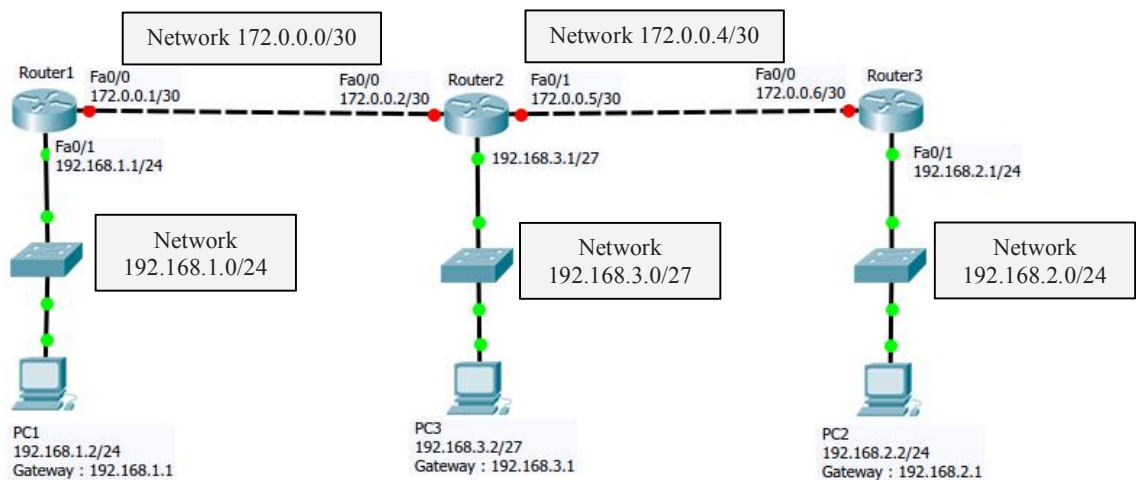 Network 172.0.0.0/30
Network 172.0.0.4/30
Router1
Fa0/0
172.0.0.1/30
Fa0/0
172.0.0.2/30
Router2
Fa0/1
172.0.0.5/30
Fa0/0
172.0.0.6/30
Router3
Fa0/1
192.168.1.1/24
192.168.3.1/27
Fa0/1
192.168.2.1/24
Network
192.168.1.0/24
Network
192.168.3.0/27
Network
192.168.2.0/24
PC1
192.168.1.2/24
Gateway : 192.168.1.1
PC3
192.168.3.2/27
Gateway : 192.168.3.1
PC2
192.168.2.2/24
Gateway : 192.168.2.1